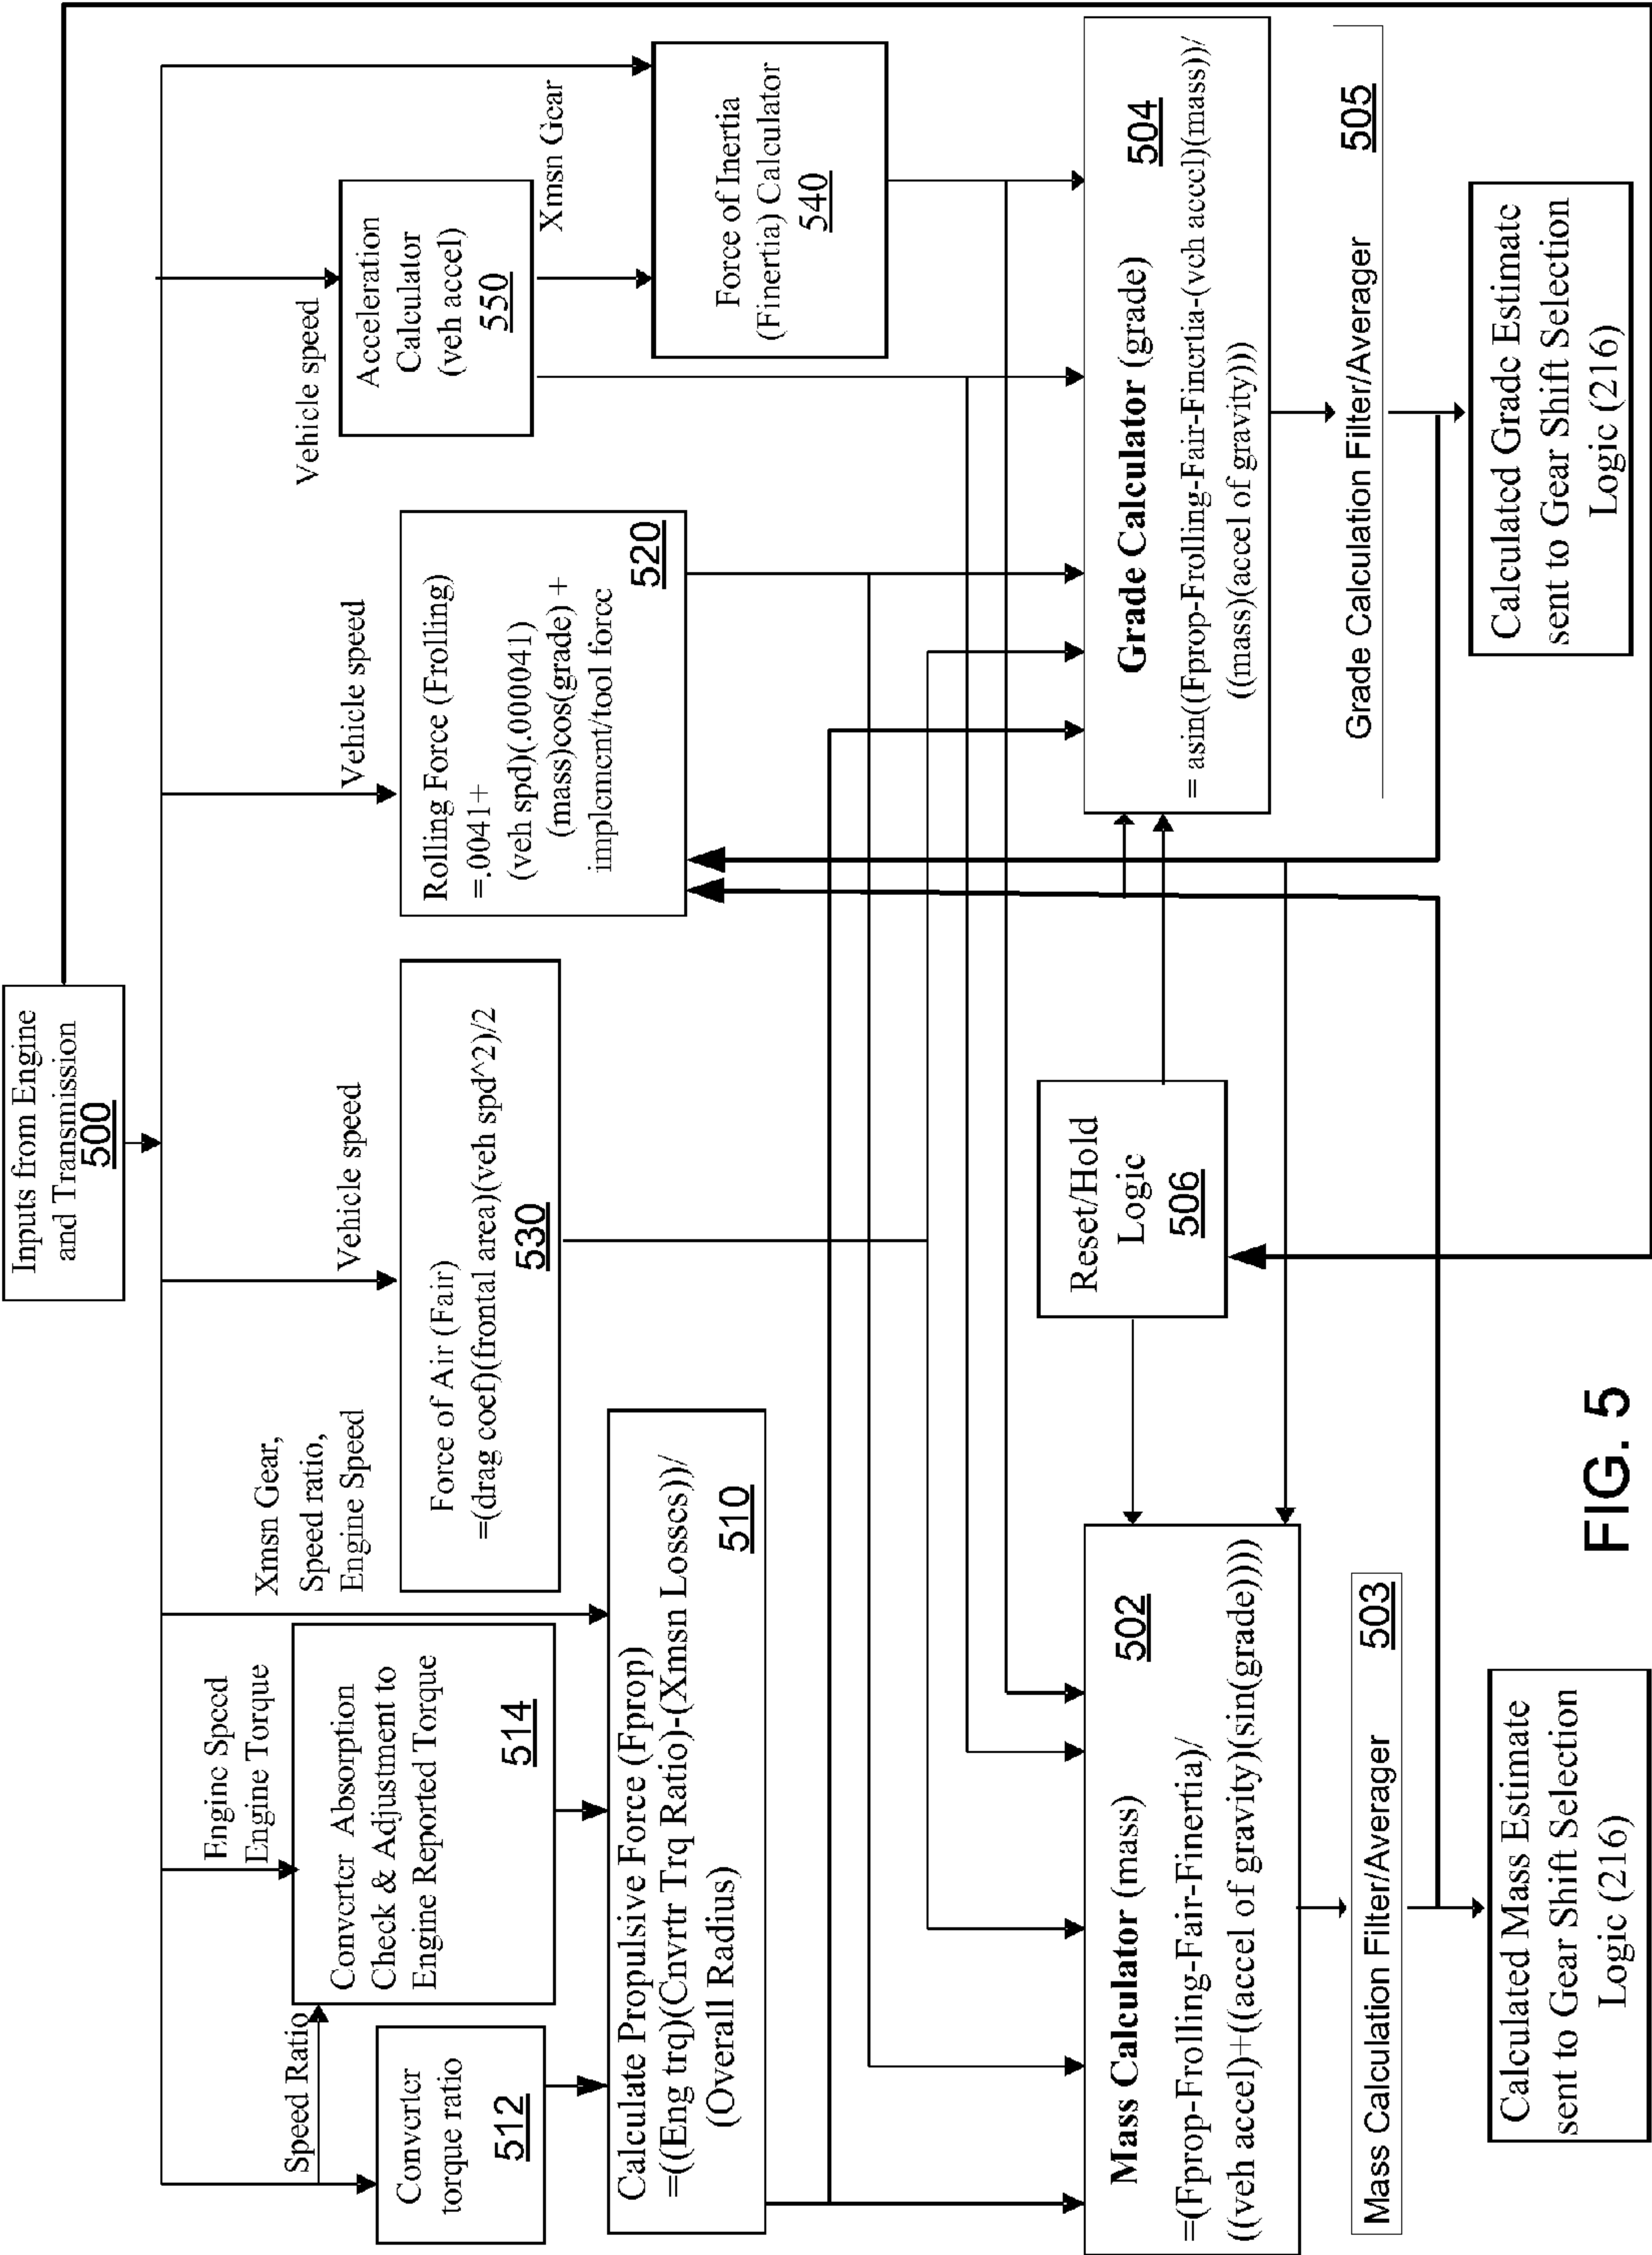 Inputs from Engine
and Transmission
500
Speed Ratio
Engine Speed
Engine Torque
Xmsn Gear,
Speed ratio,
Engine Speed
Vehicle speed
Vehicle speed
Vehicle speed
Converter
torque ratio
512
Converter Absorption
Check & Adjustment to
Engine Reported Torque
514
Force of Air (Fair)
=(drag coef)(frontal area)(veh spd^2)/2
530
Rolling Force (Frolling)
=.0041+
(veh spd)(.000041)
(mass)cos(grade) +
implement/tool force
520
Acceleration
Calculator
(veh accel)
550
Xmsn Gear
Calculate Propulsive Force (Fprop)
=((Eng trq)(Cnvrtr Trq Ratio)-(Xmsn Losses))/
(Overall Radius)
510
Force of Inertia
(Finertia) Calculator
540
Reset/Hold
Logic
506
Mass Calculator (mass)
502
=(Fprop-Frolling-Fair-Finertia)/
((veh accel)+((accel of gravity)(sin(grade))))
Grade Calculator (grade)
504
= asin((Fprop-Frolling-Fair-Finertia-(veh accel)(mass))/
((mass)(accel of gravity)))
Mass Calculation Filter/Averager 503
Grade Calculation Filter/Averager 505
Calculated Mass Estimate
sent to Gear Shift Selection
Logic (216)
Calculated Grade Estimate
sent to Gear Shift Selection
Logic (216)
FIG. 5